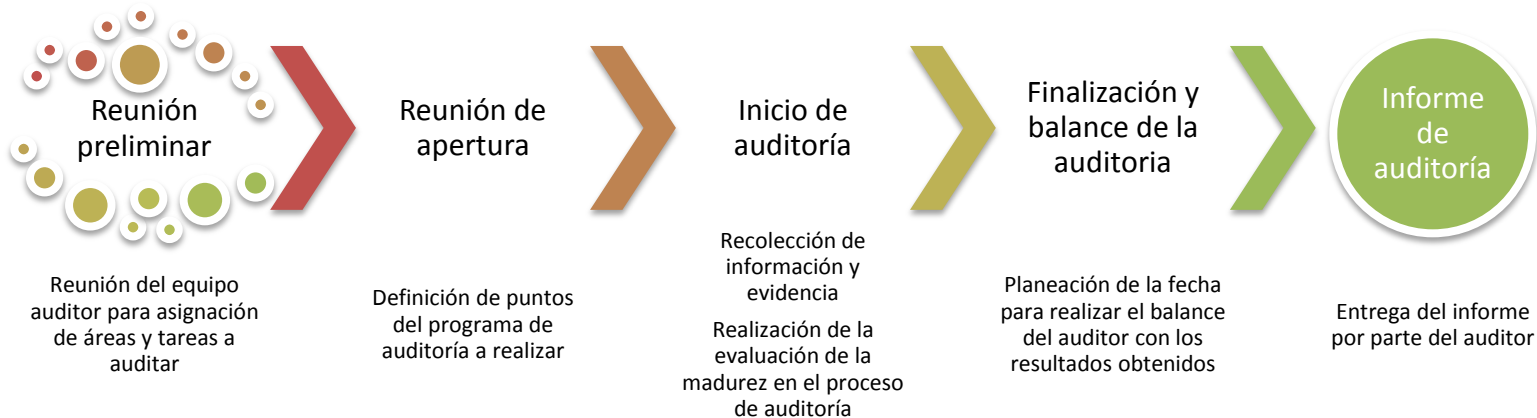 Reunión
preliminar
Reunión del equipo
auditor para asignación
de áreas y tareas a
auditar
Reunión de
apertura
Definición de puntos
del programa de
auditoría a realizar
Inicio de
auditoría
Recolección de
información y
evidencia
Realización de la
evaluación de la
madurez en el proceso
de auditoría
Finalización y
balance de la
auditoria
Planeación de la fecha
para realizar el balance
del auditor con los
resultados obtenidos
Informe
de
auditoría
Entrega del informe
por parte del auditor